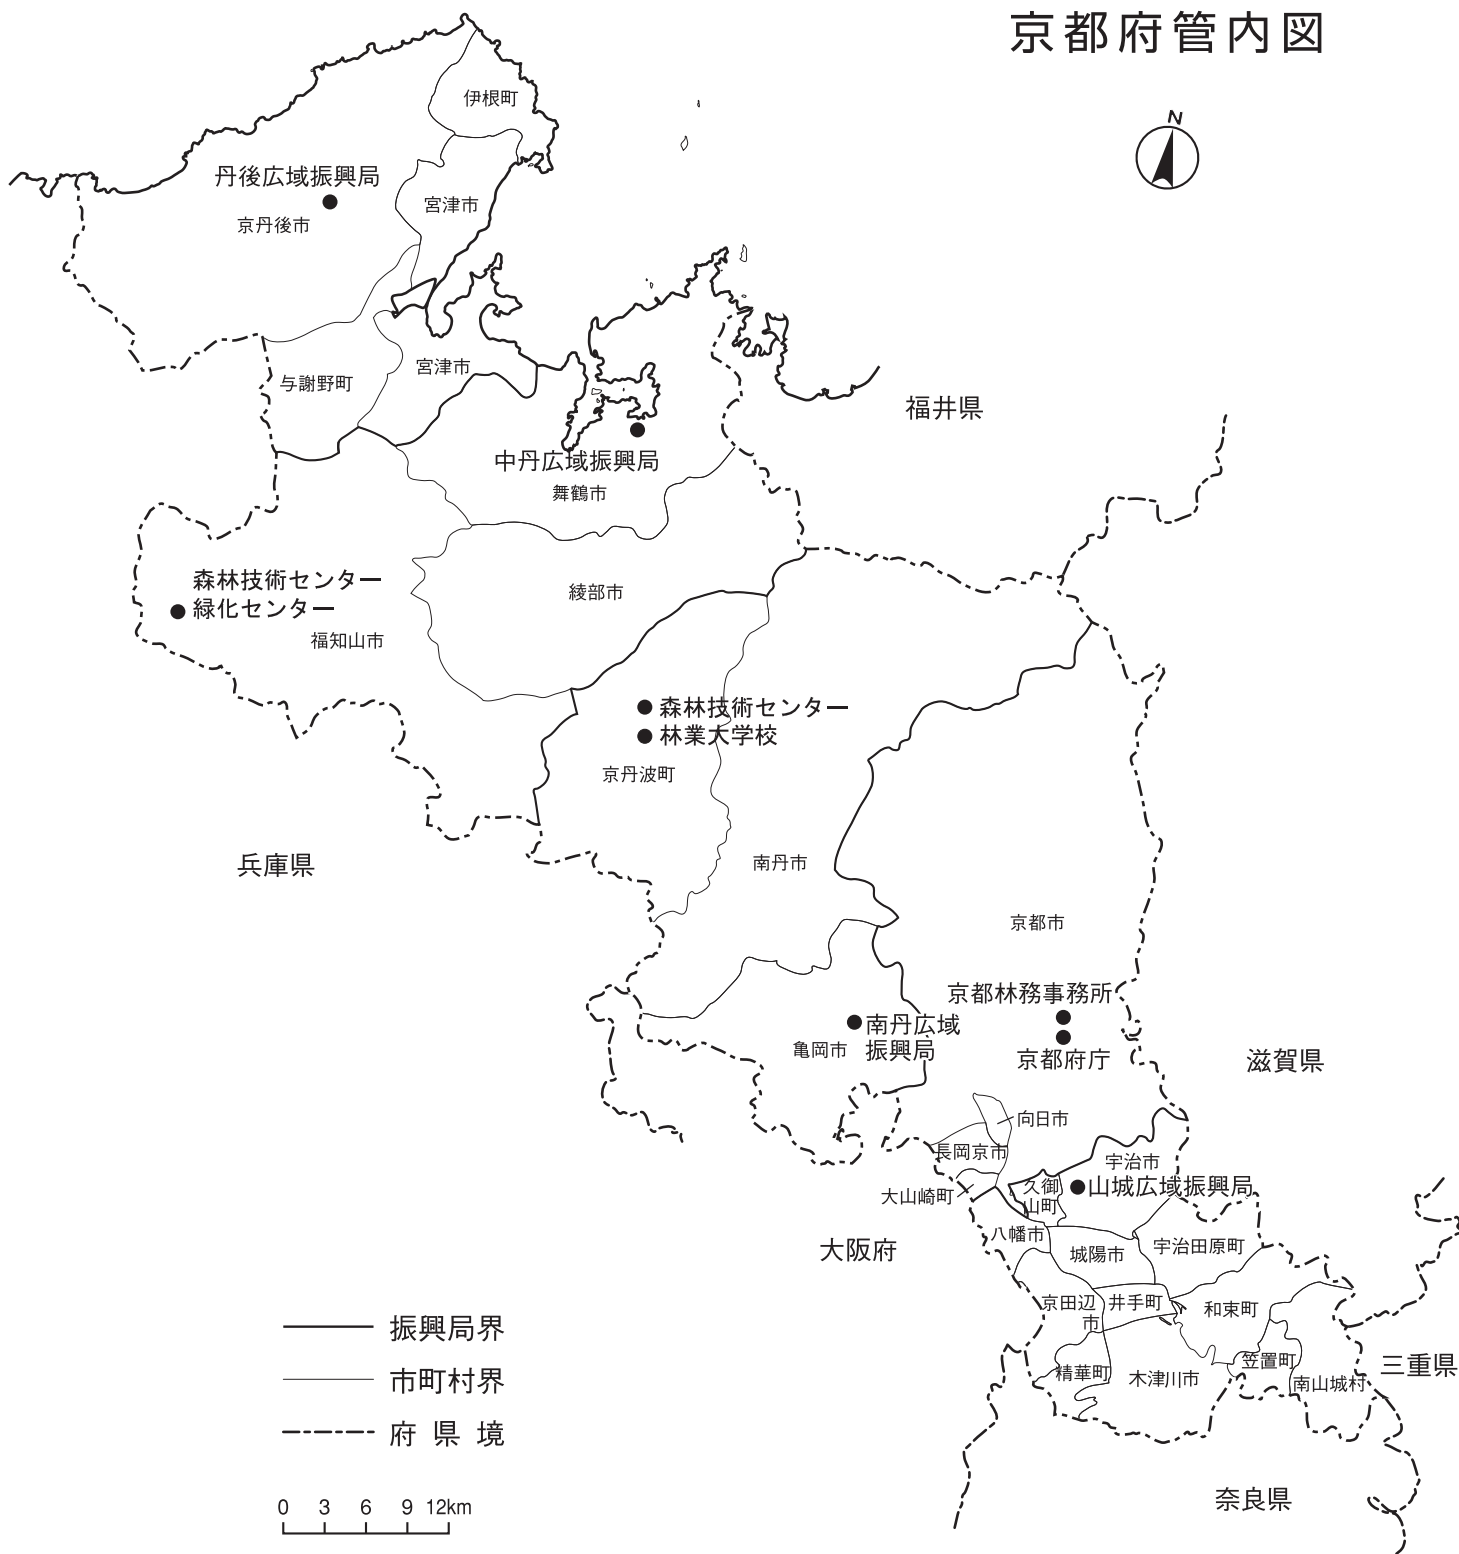 京都府管内図
N
伊根町
丹後広域振興局
京丹後市
宮津市
与謝野町
宮津市
福井県
中丹広域振興局
舞鶴市
森林技術センター
緑化センター
福知山市
綾部市
森林技術センター
林業大学校
京丹波町
兵庫県
南丹市
京都市
京都林務事務所
京都府庁
南丹広域
振興局
亀岡市
滋賀県
向日市
長岡京市
大山崎町
宇治市
山城広域振興局
久御
山町
八幡市
大阪府
城陽市
宇治田原町
京田辺
市
井手町
和束町
精華町
木津川市
笠置町
南山城村
三重県
奈良県
振興局界
市町村界
府県境
0 3 6 9 12km